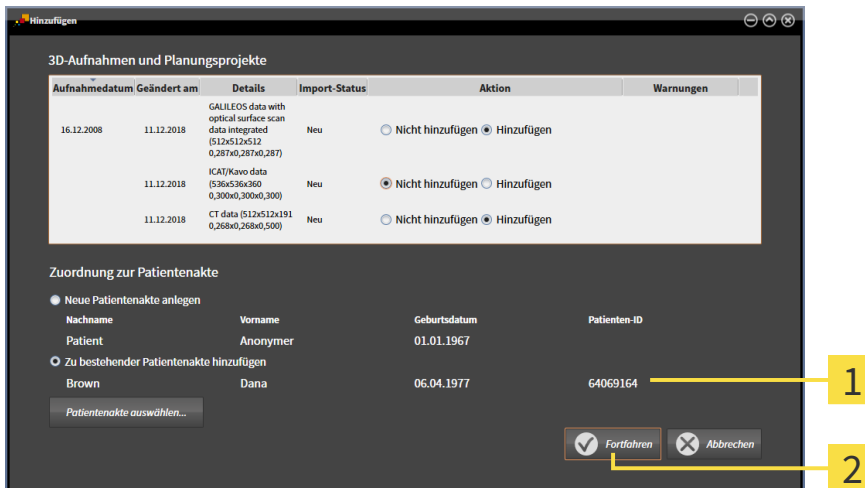 Hinzufügen
3D-Aufnahmen und Planungsprojekte
Aufnahmedatum Geändert am Details Import-Status Aktion Warnungen
16.12.2008 11.12.2018 GALILEOS data with
optical surface scan
data integrated
(512x512x512
0,287x0,287x0,287) Neu Nicht hinzufügen Hinzufügen
11.12.2018 ICAT/Kavo data
(536x536x360
0,300x0,300x0,300) Neu Nicht hinzufügen Hinzufügen
11.12.2018 CT data (512x512x191
0,268x0,268x0,500) Neu Nicht hinzufügen Hinzufügen
Zuordnung zur Patientenakte
Neue Patientenakte anlegen
Nachname Vorname Geburtsdatum Patienten-ID
Patient Anonymer 01.01.1967
Zu bestehender Patientenakte hinzufügen
Brown Dana 06.04.1977 64069164 1
Patientenakte auswählen...
Fortfahren Abbrechen
2